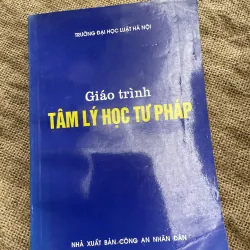 TRƯỜNG ĐẠI HỌC LUẬT HÀ NỘI
Giáo trình
TÂM LÝ HỌC TƯ PHÁP
NHÀ XUẤT BẢN CÔNG AN NHÂN DÂN